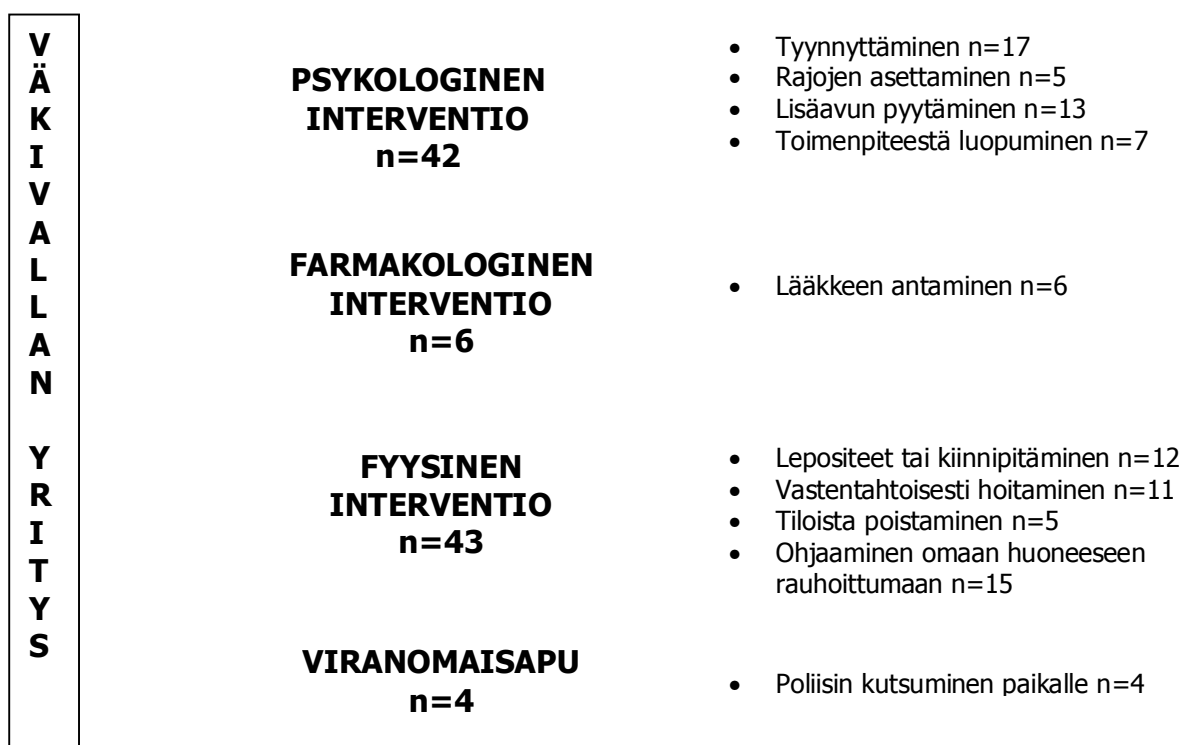 VÄKIVALLAN YRITYS
PSYKOLOGINEN
INTERVENTIO
n=42
• Tyynnyttäminen n=17
• Rajojen asettaminen n=5
• Lisäavun pyytäminen n=13
• Toimenpiteestä luopuminen n=7
FARMAKOLOGINEN
INTERVENTIO
n=6
• Lääkkeen antaminen n=6
FYYSINEN
INTERVENTIO
n=43
• Lepositeet tai kiinnipitäminen n=12
• Vastentahtoisesti hoitaminen n=11
• Tiloista poistaminen n=5
• Ohjaaminen omaan huoneeseen
rauhoittumaan n=15
VIRANOMAISAPU
n=4
• Poliisin kutsuminen paikalle n=4